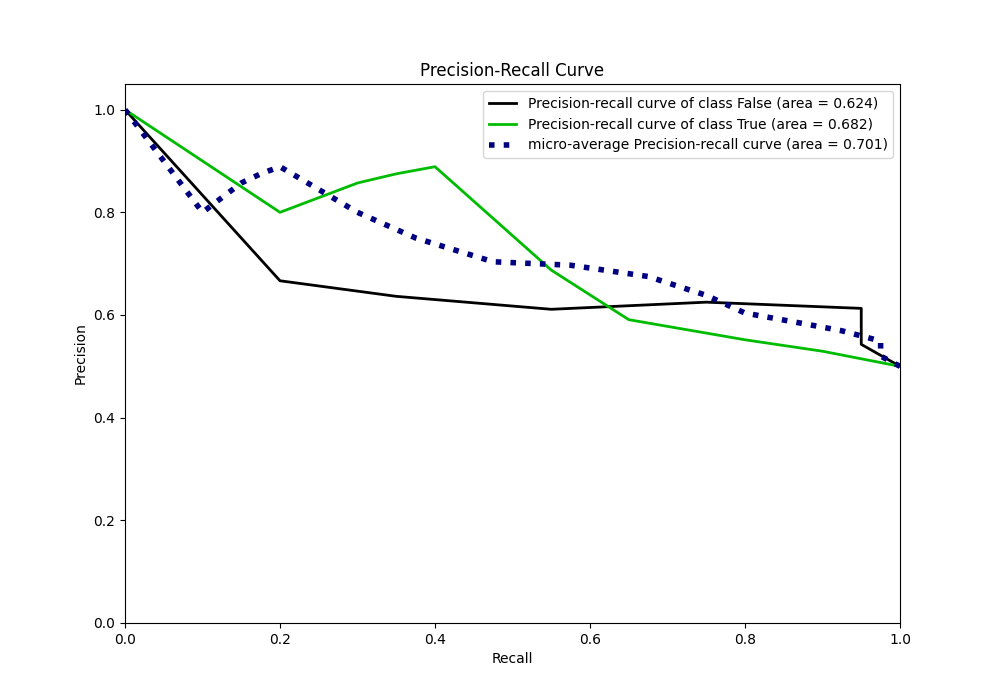 Precision-Recall Curve
Precision-recall curve of class False (area = 0.624)
Precision-recall curve of class True (area = 0.682)
micro-average Precision-recall curve (area = 0.701)
1.0
0.8
0.6
0.4
0.2
0.0
Precision
0.0 0.2 0.4 0.6 0.8 1.0
Recall